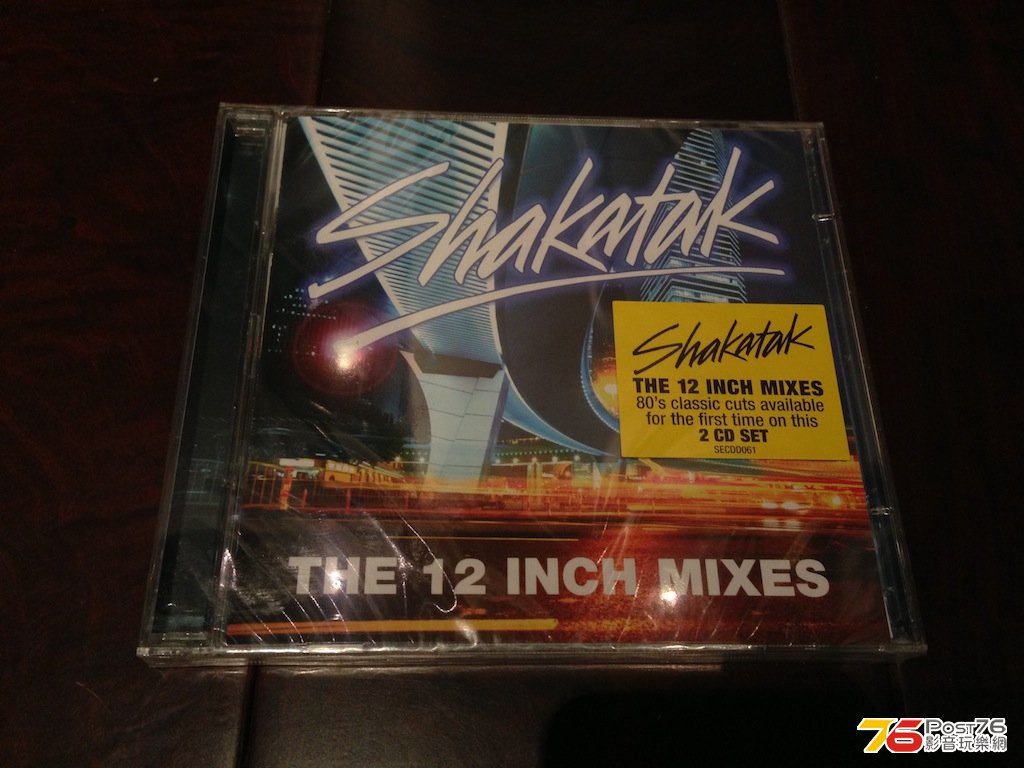 Shakatak
Shakatak
THE 12 INCH MIXES
80's classic cuts available
for the first time on this
2 CD SET
SECDD061
THE 12 INCH MIXES
76 Post76
影音玩樂網